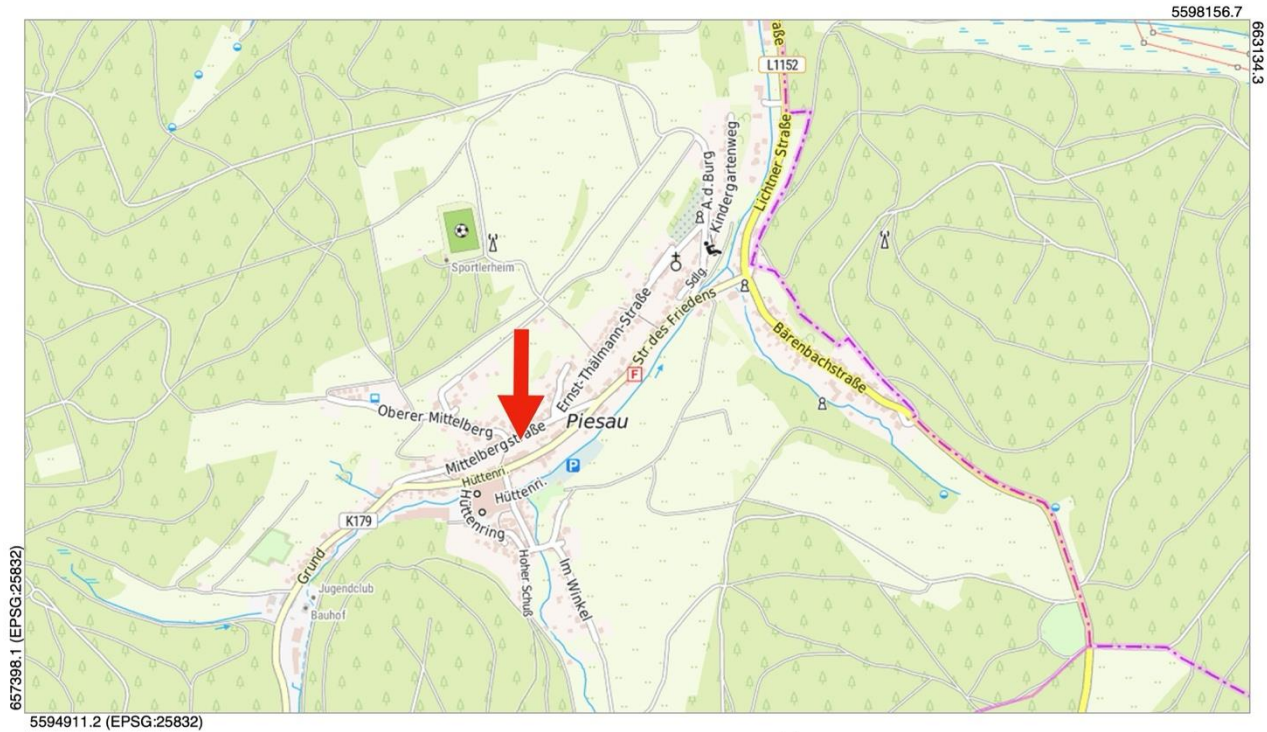 5598156.7
663134.3
aße
L1152
Lichtner Straße
A.d.Burg
Kindergartenweg
Sportlerheim
Sdlg.
Str.des Friedens
Ernst-Thälmann-Straße
Bärenbachstraße
F
Oberer Mittelberg
Piesau
Mittelbergstraße
Hüttenri.
P
Hüttenri.
Hüttenring
K179
Hoher Schuß
Im Winkel
Grund
Jugendclub
Bauhof
657398.1 (EPSG:25832)
5594911.2 (EPSG:25832)